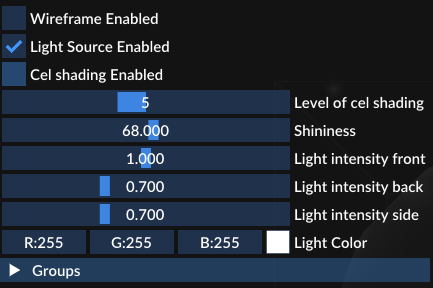 Wireframe Enabled
Light Source Enabled
Cel shading Enabled
5 Level of cel shading
68.000 Shininess
1.000 Light intensity front
0.700 Light intensity back
0.700 Light intensity side
R:255 G:255 B:255 Light Color
Groups